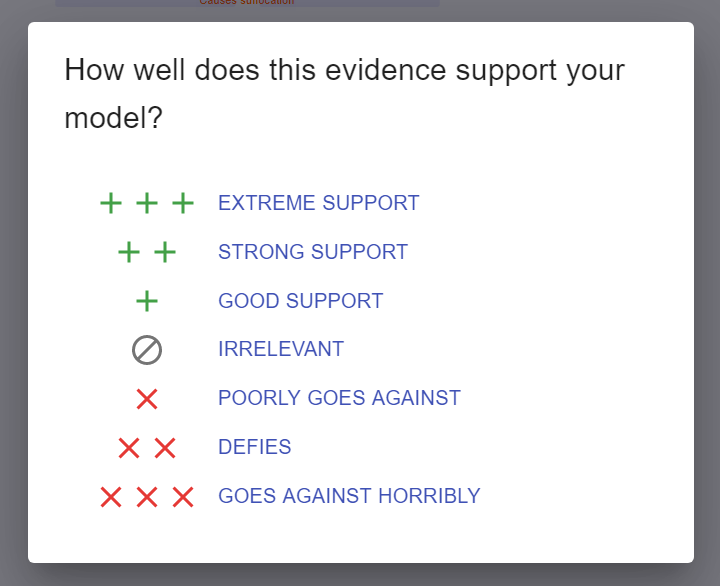 Causes suffocation
How well does this evidence support your
model?
EXTREME SUPPORT
STRONG SUPPORT
GOOD SUPPORT
IRRELEVANT
POORLY GOES AGAINST
DEFIES
GOES AGAINST HORRIBLY